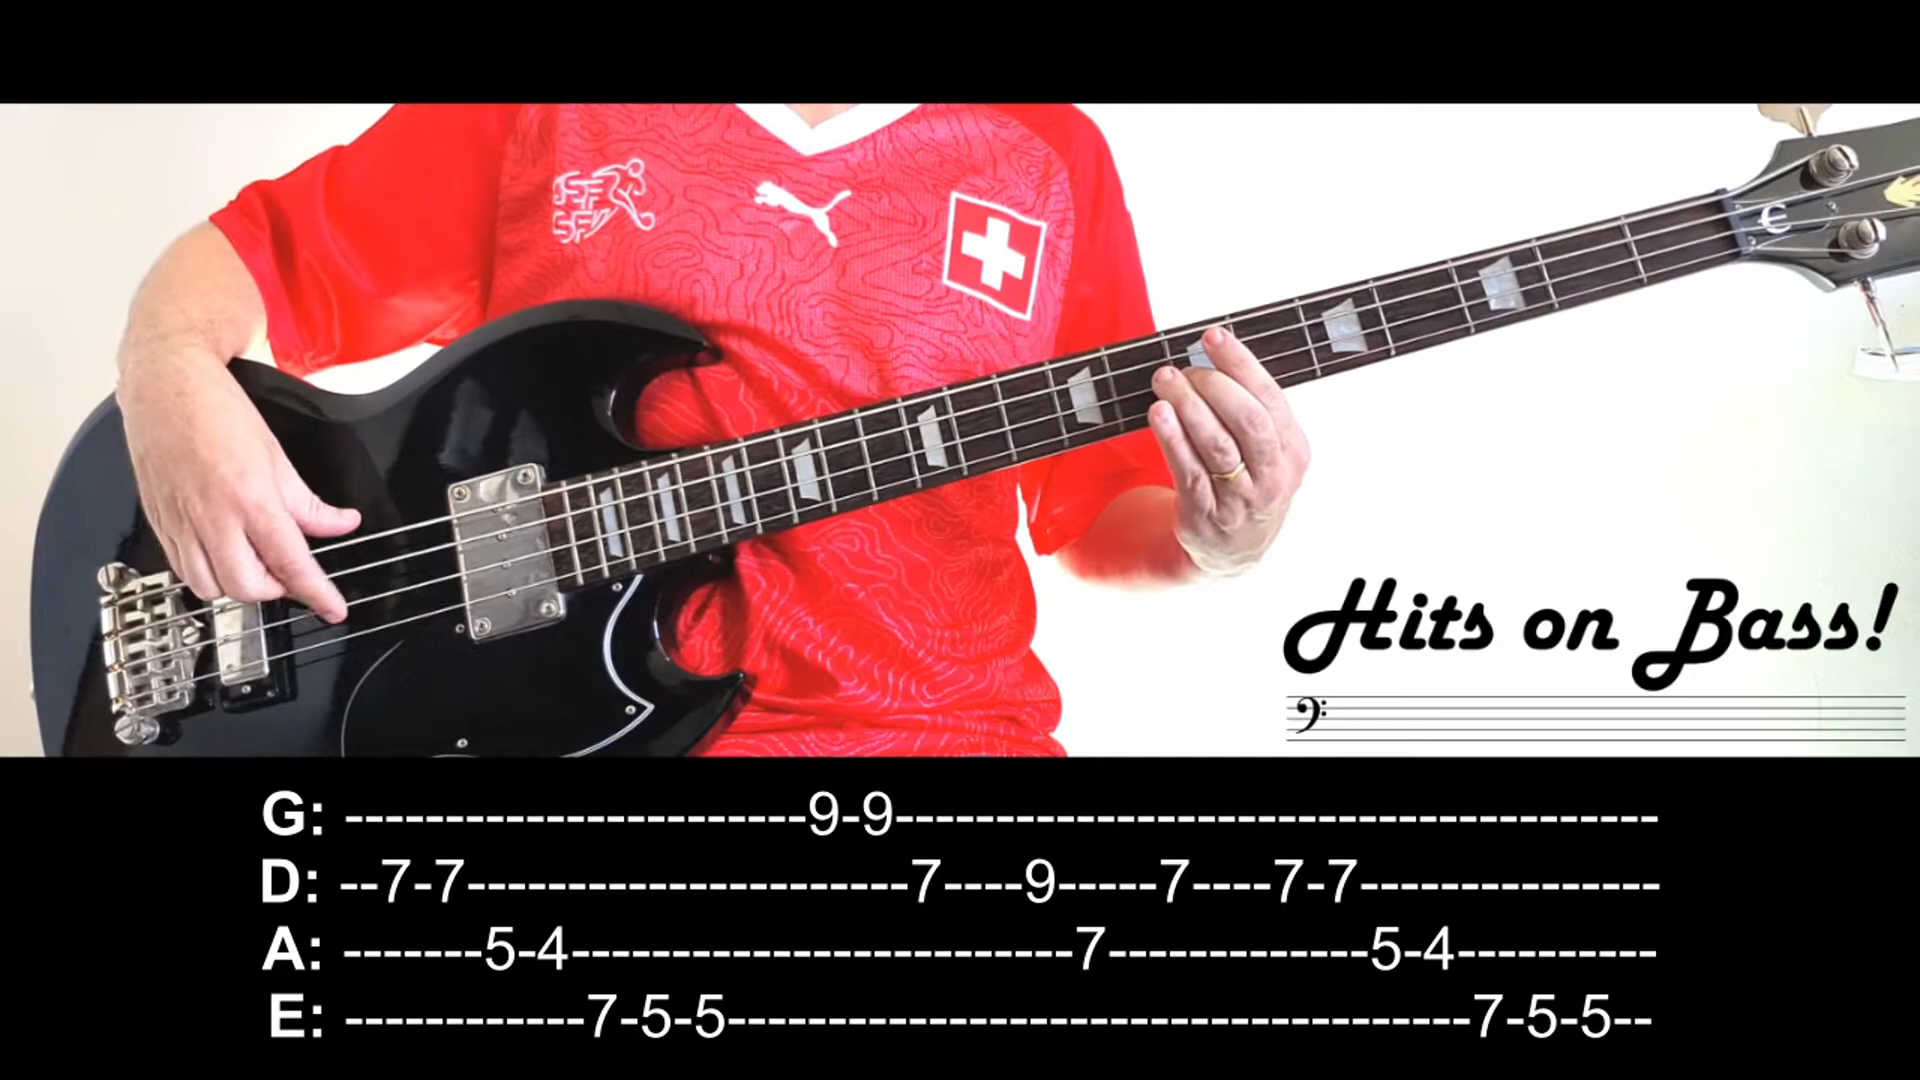 ASF
SFV
Є
Hits on Bass!
G: -----------------------9-9--------------------------------------
D: --7-7----------------------7----9-----7----7-7---------------
A: -------5-4-------------------------7-------------5-4----------
E: ------------7-5-5-------------------------------------7-5-5--